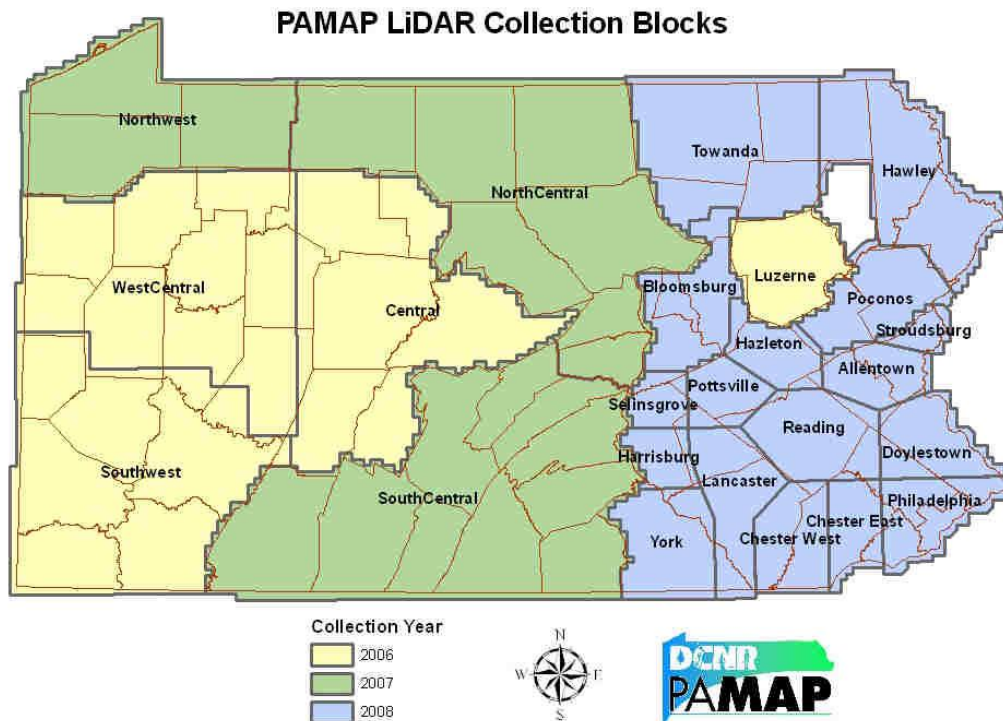 PAMAP LiDAR Collection Blocks
Northwest
Towanda
Hawley
NorthCentral
Luzerne
WestCentral
Bloomsburg
Poconos
Central
Stroudsburg
Hazleton
Allentown
Pottsville
Selinsgrove
Reading
Harrisburg
Doylestown
Southwest
Lancaster
SouthCentral
Philadelphia
Chester East
York
Chester West
Collection Year
2006
2007
2008
N
W E
S
DCNR
PAMAP